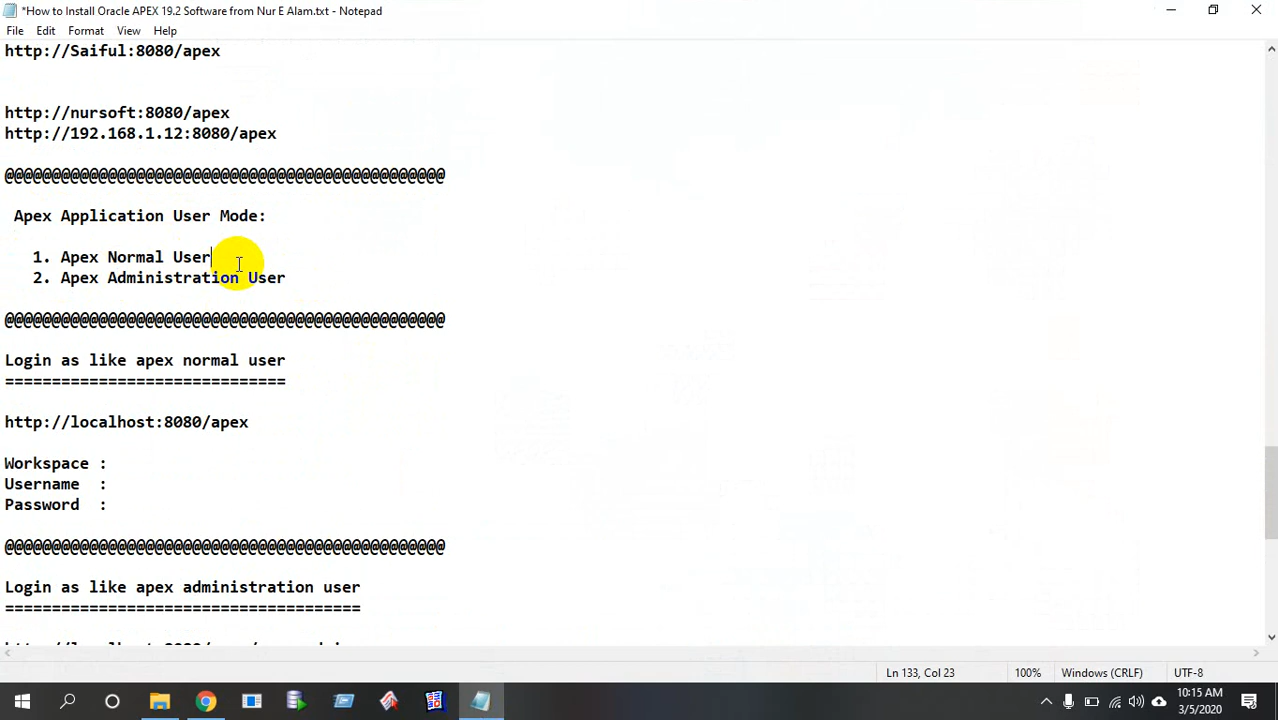 *How to Install Oracle APEX 19.2 Software from Nur E Alam.txt - Notepad
File Edit Format View Help
http://Saiful:8080/apex
http://nursoft:8080/apex
http://192.168.1.12:8080/apex
@@@@@@@@@@@@@@@@@@@@@@@@@@@@@@@@@@@@@@@@@@@@@@@
Apex Application User Mode:
1. Apex Normal User
2. Apex Administration User
@@@@@@@@@@@@@@@@@@@@@@@@@@@@@@@@@@@@@@@@@@@@@@@
Login as like apex normal user
==============================
http://localhost:8080/apex
Workspace :
Username :
Password :
@@@@@@@@@@@@@@@@@@@@@@@@@@@@@@@@@@@@@@@@@@@@@@@
Login as like apex administration user
======================================
Ln 133, Col 23 100% Windows (CRLF) UTF-8
10:15 AM
3/5/2020